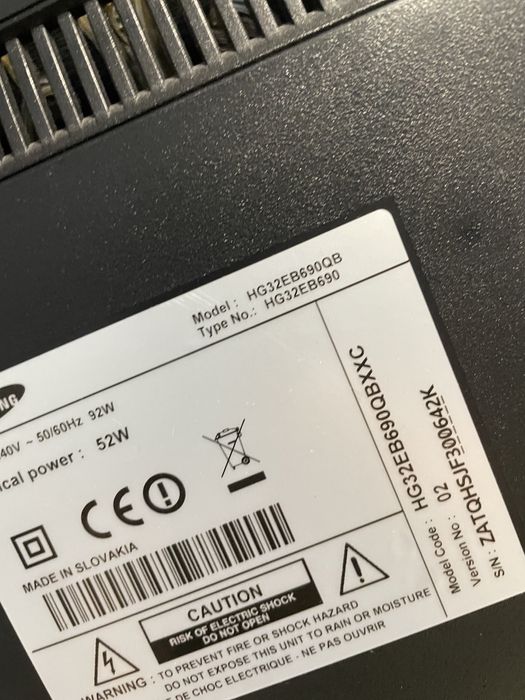 Model : HG32EB690QB
Type No.: HG32EB690
NG
40V ~ 50/60Hz 92W
ical power : 52W
CE
MADE IN SLOVAKIA
CAUTION
RISK OF ELECTRIC SHOCK
DO NOT OPEN
WARNING : TO PREVENT FIRE OR SHOCK HAZARD
DO NOT EXPOSE THIS UNIT TO RAIN OR MOISTURE
E DE CHOC ELECTRIQUE - NE PAS OUVRIR
Model Code : HG32EB690QBXXC
Version No : 02
S/N : ZATQHSJF300642K